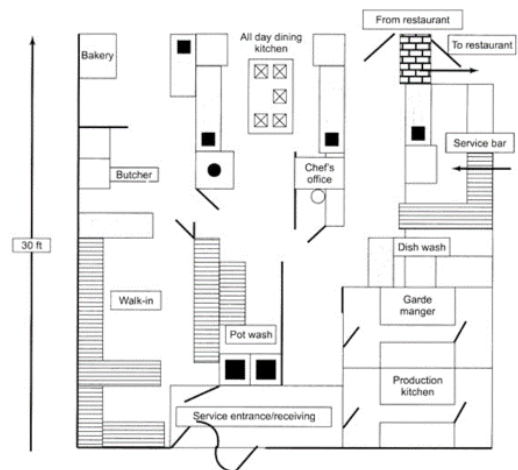 From restaurant
All day dining
kitchen
To restaurant
Bakery
Service bar
Butcher
Chef's
office
30 ft
Dish wash
Walk-in
Garde
manger
Pot wash
Production
kitchen
Service entrance/receiving